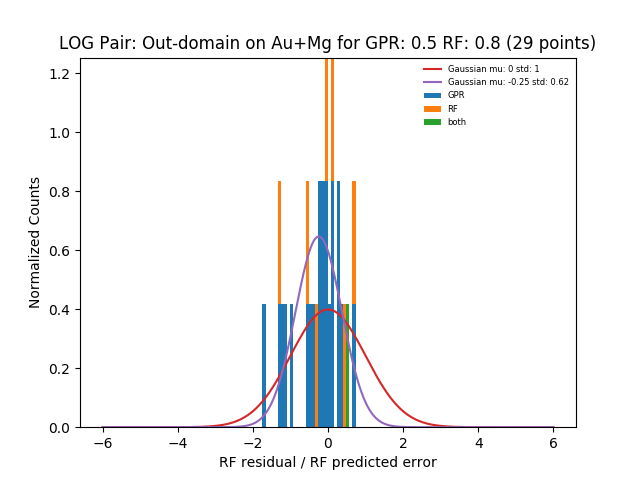 LOG Pair: Out-domain on Au+Mg for GPR: 0.5 RF: 0.8 (29 points)
Gaussian mu: 0 std: 1
Gaussian mu: -0.25 std: 0.62
GPR
RF
both
Normalized Counts
1.2
1.0
0.8
0.6
0.4
0.2
0.0
−6 −4 −2 0 2 4 6
RF residual / RF predicted error